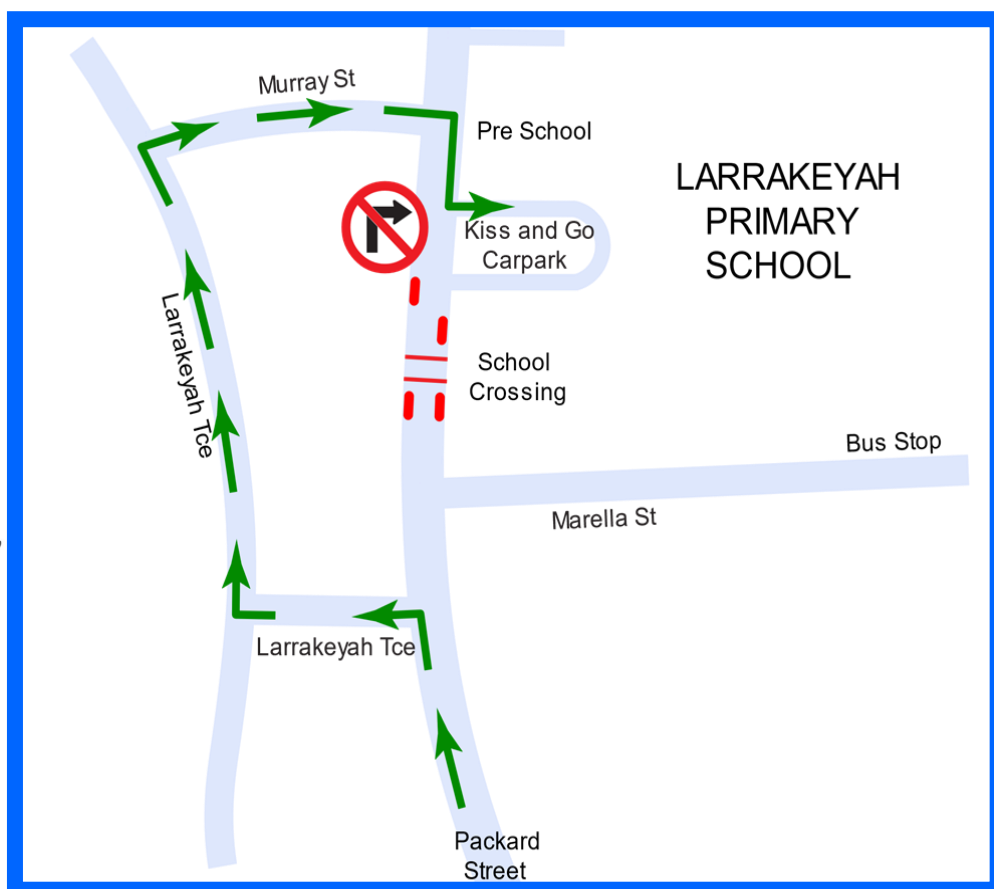 Murray St
Pre School
LARRAKEYAH
PRIMARY
SCHOOL
Kiss and Go
Carpark
Larrakeyah Tce
School
Crossing
Bus Stop
Marella St
Larrakeyah Tce
Packard
Street